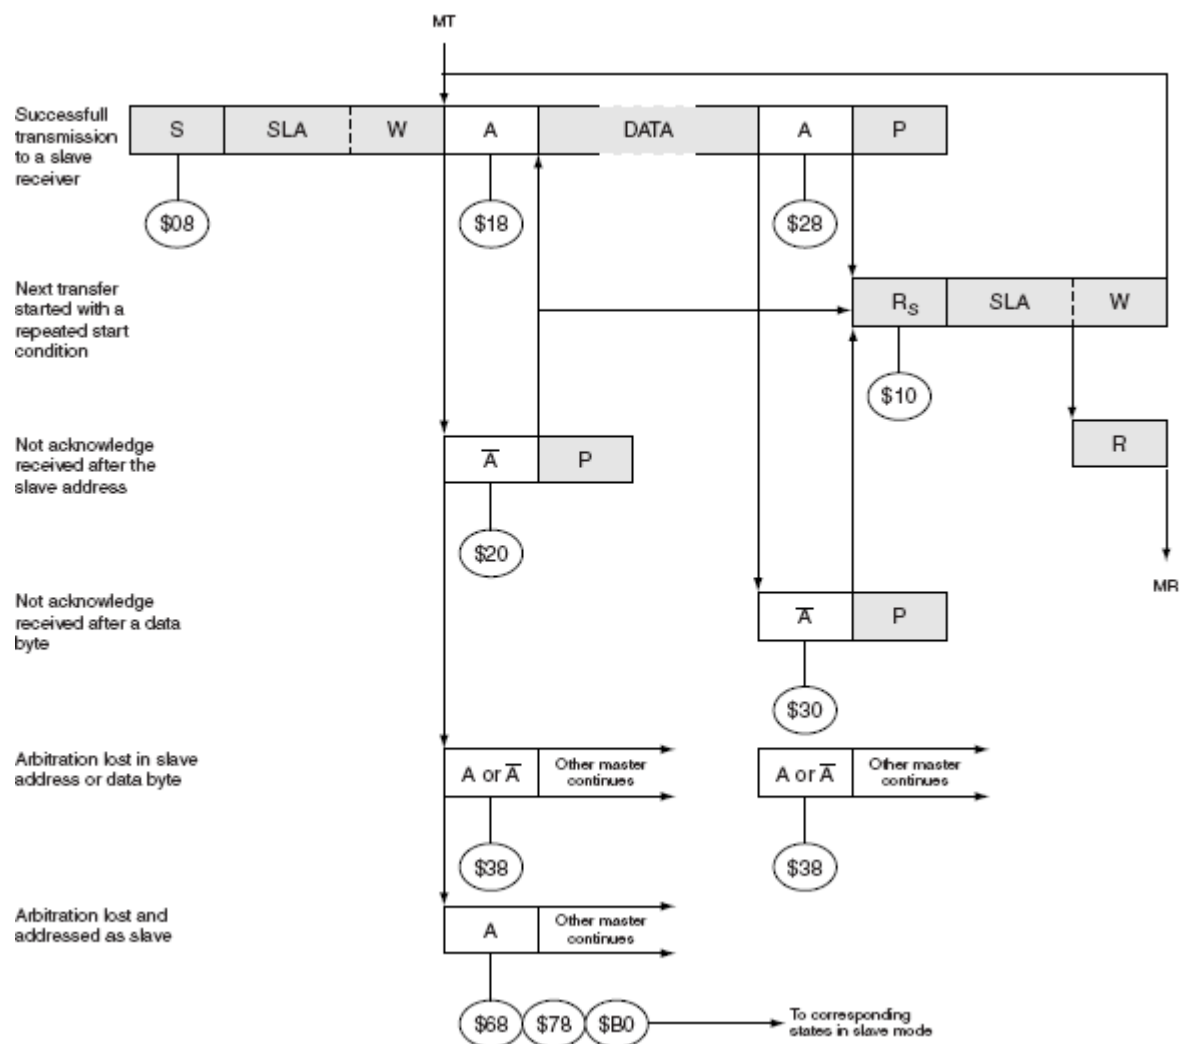 MT
Successfull
transmission
to a slave
receiver
S SLA W A DATA A P
$08 $18 $28
Next transfer
started with a
repeated start
condition
RS SLA W
$10
Not acknowledge
received after the
slave address
A̅ P
R
$20
MR
Not acknowledge
received after a data
byte
A̅ P
$30
Arbitration lost in slave
address or data byte
A or A̅ Other master
continues
A or A̅ Other master
continues
$38 $38
Arbitration lost and
addressed as slave
A Other master
continues
$68 $78 $B0
To corresponding
states in slave mode